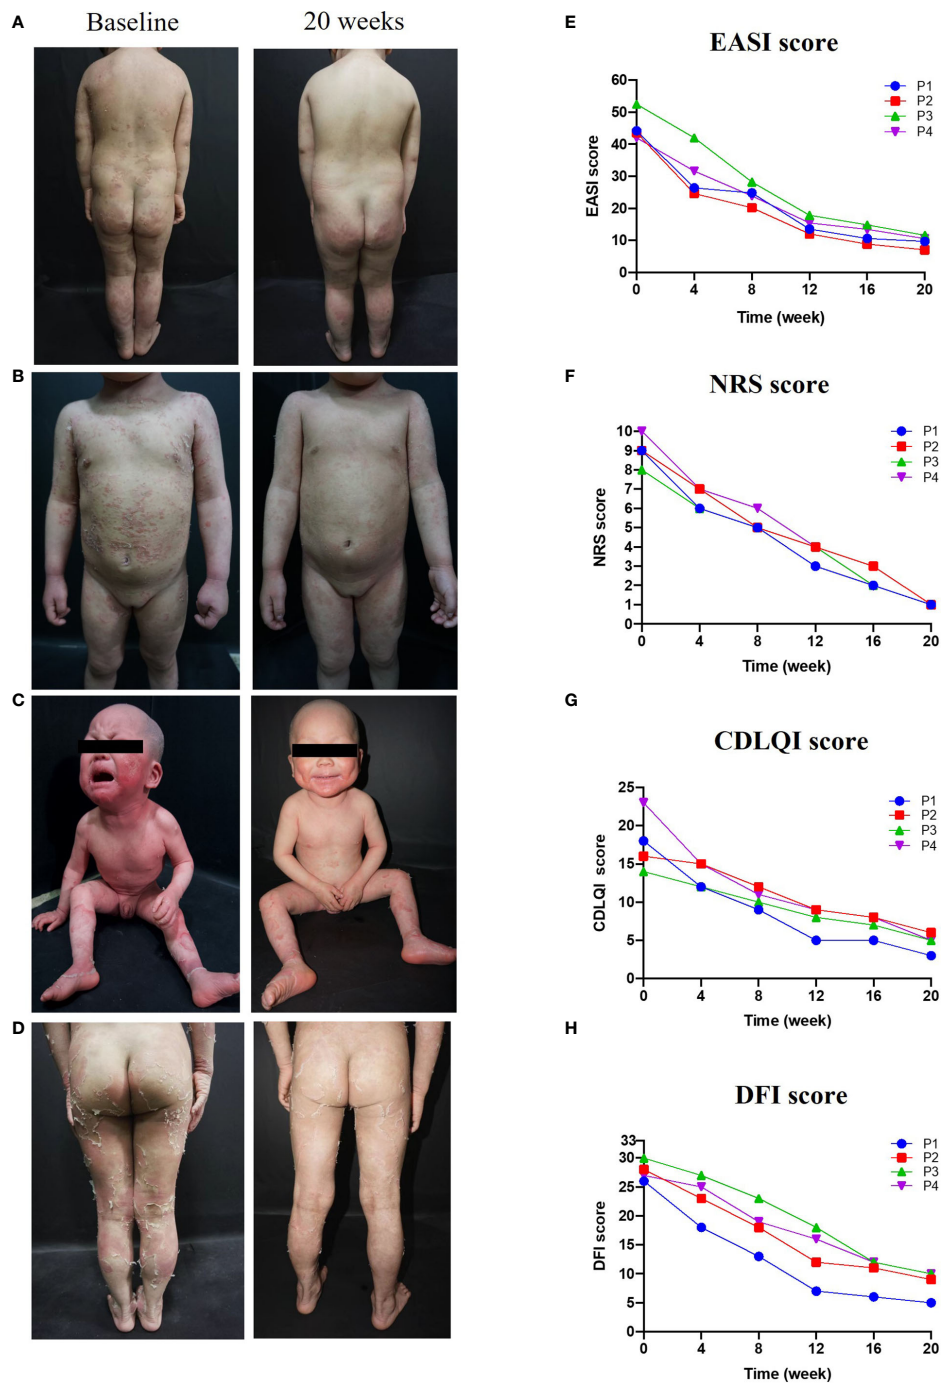 A
Baseline
20 weeks
B
C
D
E
EASI score
EASI score
60
50
40
30
20
10
0
0 4 8 12 16 20
Time (week)
P1
P2
P3
P4
F
NRS score
NRS score
10
9
8
7
6
5
4
3
2
1
0
0 4 8 12 16 20
Time (week)
P1
P2
P3
P4
G
CDLQI score
CDLQI score
25
20
15
10
5
0
0 4 8 12 16 20
Time (week)
P1
P2
P3
P4
H
DFI score
DFI score
33
30
25
20
15
10
5
0
0 4 8 12 16 20
Time (week)
P1
P2
P3
P4